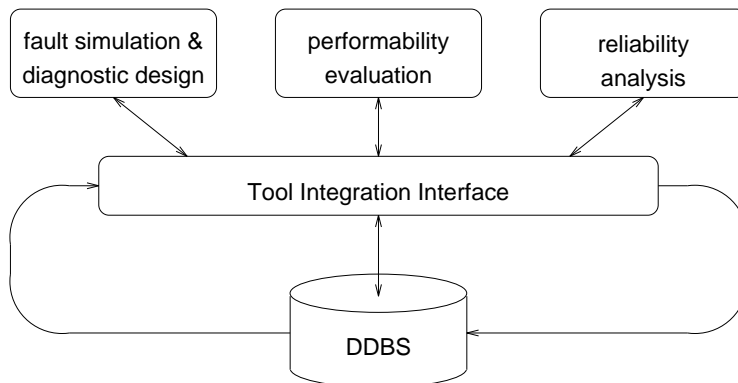 fault simulation &
diagnostic design
performability
evaluation
reliability
analysis
Tool Integration Interface
DDBS